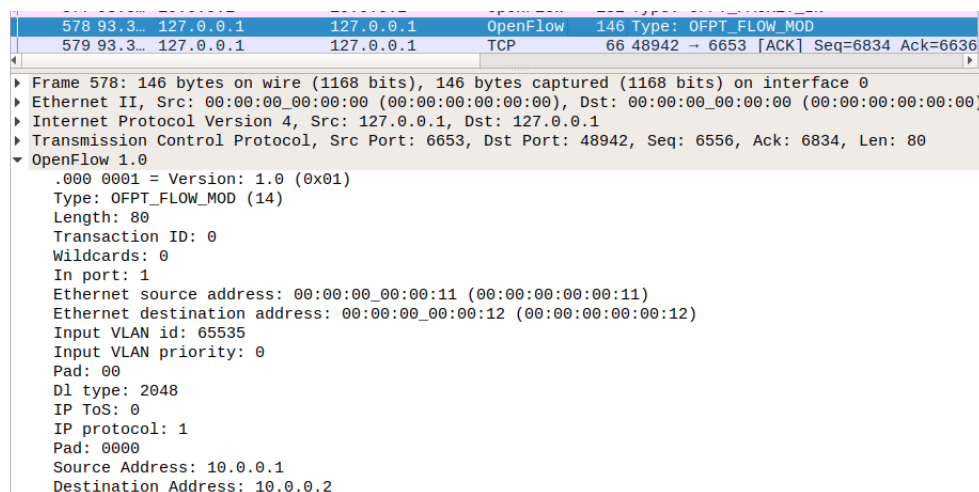 578 93.3… 127.0.0.1 127.0.0.1 OpenFlow 146 Type: OFPT_FLOW_MOD
579 93.3… 127.0.0.1 127.0.0.1 TCP 66 48942 → 6653 [ACK] Seq=6834 Ack=6636
Frame 578: 146 bytes on wire (1168 bits), 146 bytes captured (1168 bits) on interface 0
Ethernet II, Src: 00:00:00_00:00:00 (00:00:00:00:00:00), Dst: 00:00:00_00:00:00 (00:00:00:00:00:00)
Internet Protocol Version 4, Src: 127.0.0.1, Dst: 127.0.0.1
Transmission Control Protocol, Src Port: 6653, Dst Port: 48942, Seq: 6556, Ack: 6834, Len: 80
OpenFlow 1.0
.000 0001 = Version: 1.0 (0x01)
Type: OFPT_FLOW_MOD (14)
Length: 80
Transaction ID: 0
Wildcards: 0
In port: 1
Ethernet source address: 00:00:00_00:00:11 (00:00:00:00:00:11)
Ethernet destination address: 00:00:00_00:00:12 (00:00:00:00:00:12)
Input VLAN id: 65535
Input VLAN priority: 0
Pad: 00
Dl type: 2048
IP ToS: 0
IP protocol: 1
Pad: 0000
Source Address: 10.0.0.1
Destination Address: 10.0.0.2